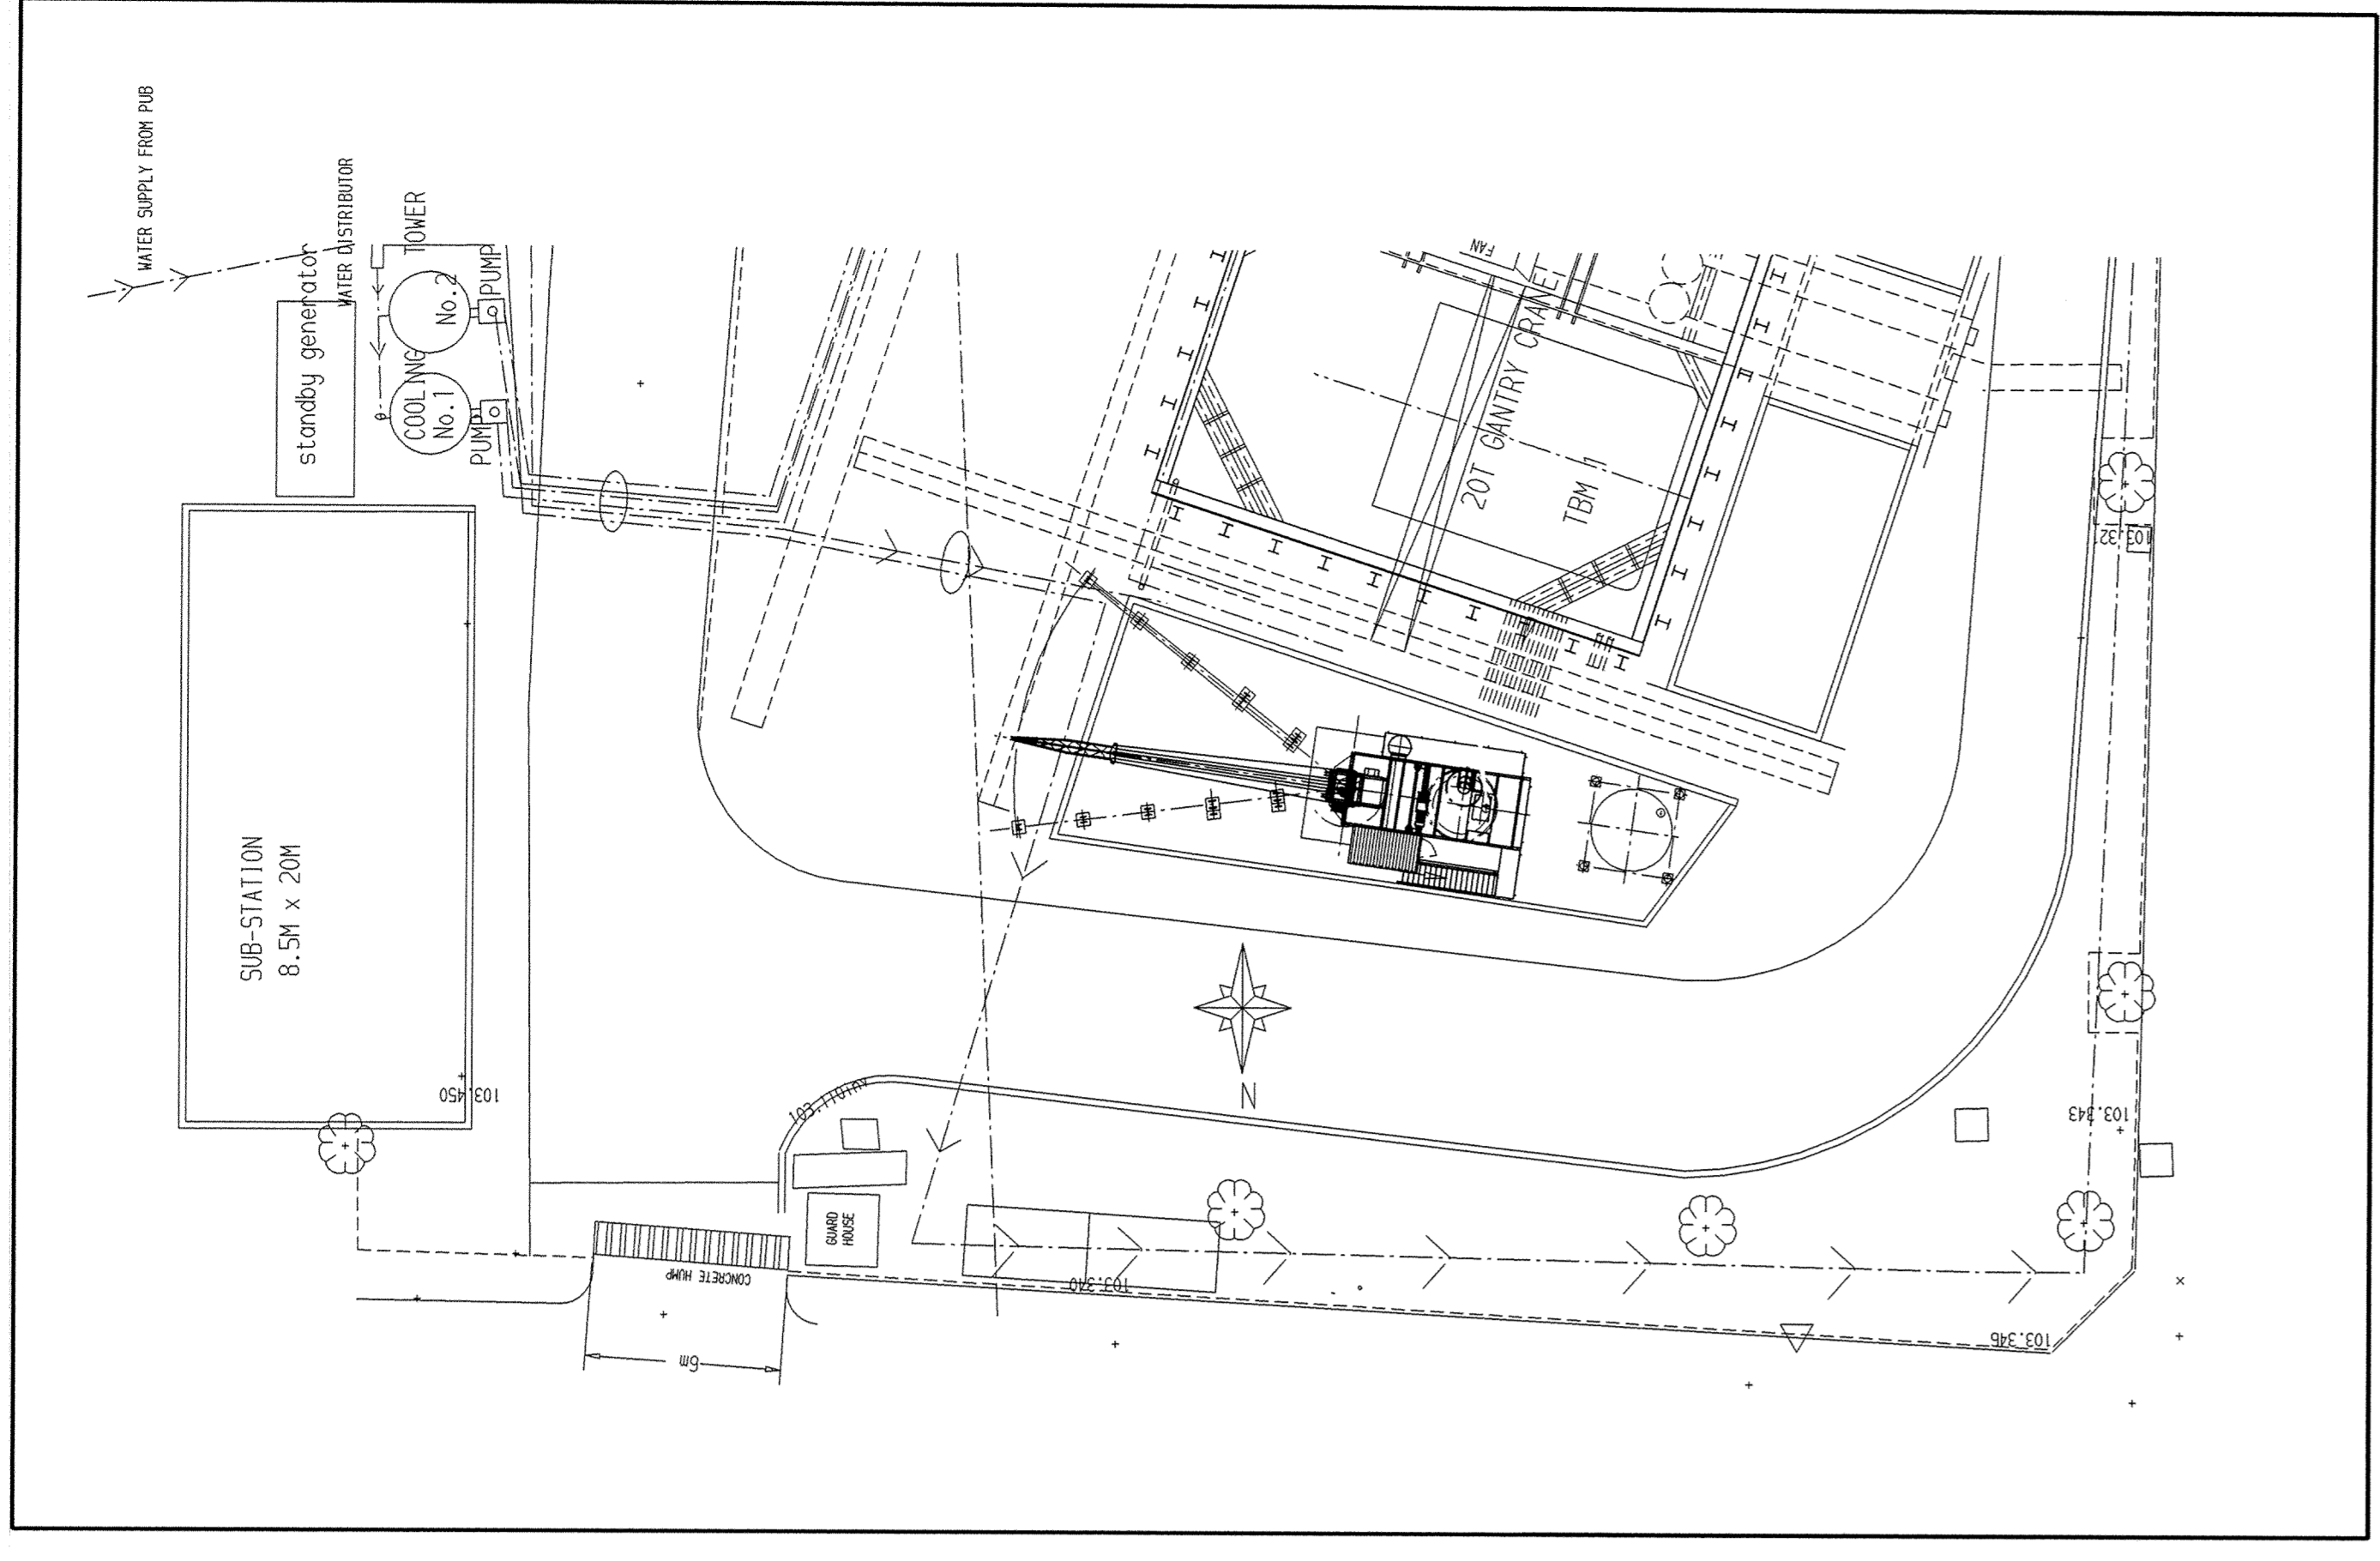 WATER SUPPLY FROM PUB
WATER DISTRIBUTOR
standby generator
COOLING TOWER
No.2
PUMP
No.1
PUMP
FAN
20T GANTRY CRANE
TBM 1
SUB-STATION
8.5M x 20M
103.450
103.343
N
GUARD
HOUSE
CONCRETE HUMP
103.340
103.346
6m